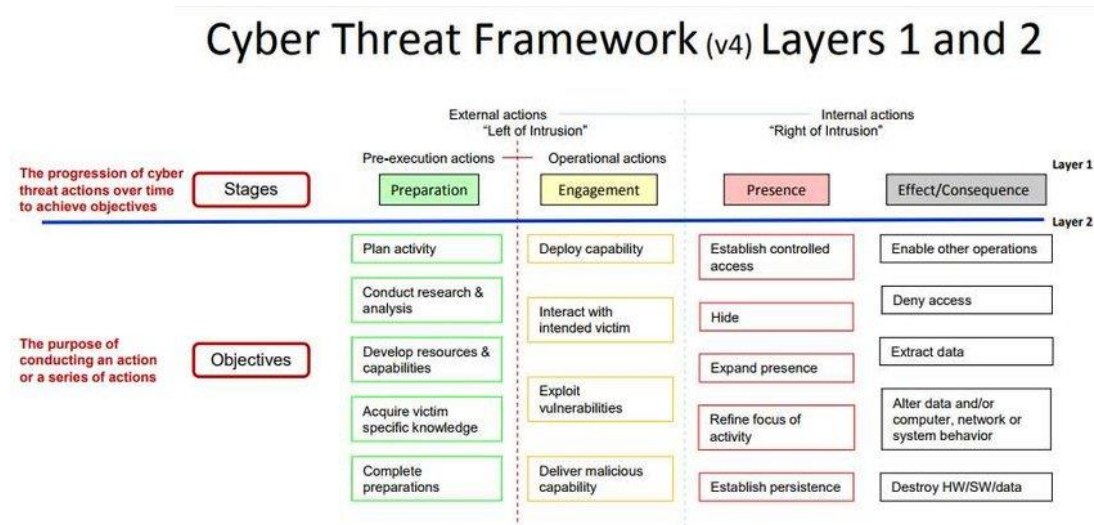 Cyber Threat Framework (v4) Layers 1 and 2
External actions
"Left of Intrusion"
Internal actions
"Right of Intrusion"
Pre-execution actions
Operational actions
The progression of cyber
threat actions over time
to achieve objectives
Stages
Preparation
Engagement
Presence
Effect/Consequence
Layer 1
Layer 2
The purpose of
conducting an action
or a series of actions
Objectives
Plan activity
Conduct research &
analysis
Develop resources &
capabilities
Acquire victim
specific knowledge
Complete
preparations
Deploy capability
Interact with
intended victim
Exploit
vulnerabilities
Deliver malicious
capability
Establish controlled
access
Hide
Expand presence
Refine focus of
activity
Establish persistence
Enable other operations
Deny access
Extract data
Alter data and/or
computer, network or
system behavior
Destroy HW/SW/data